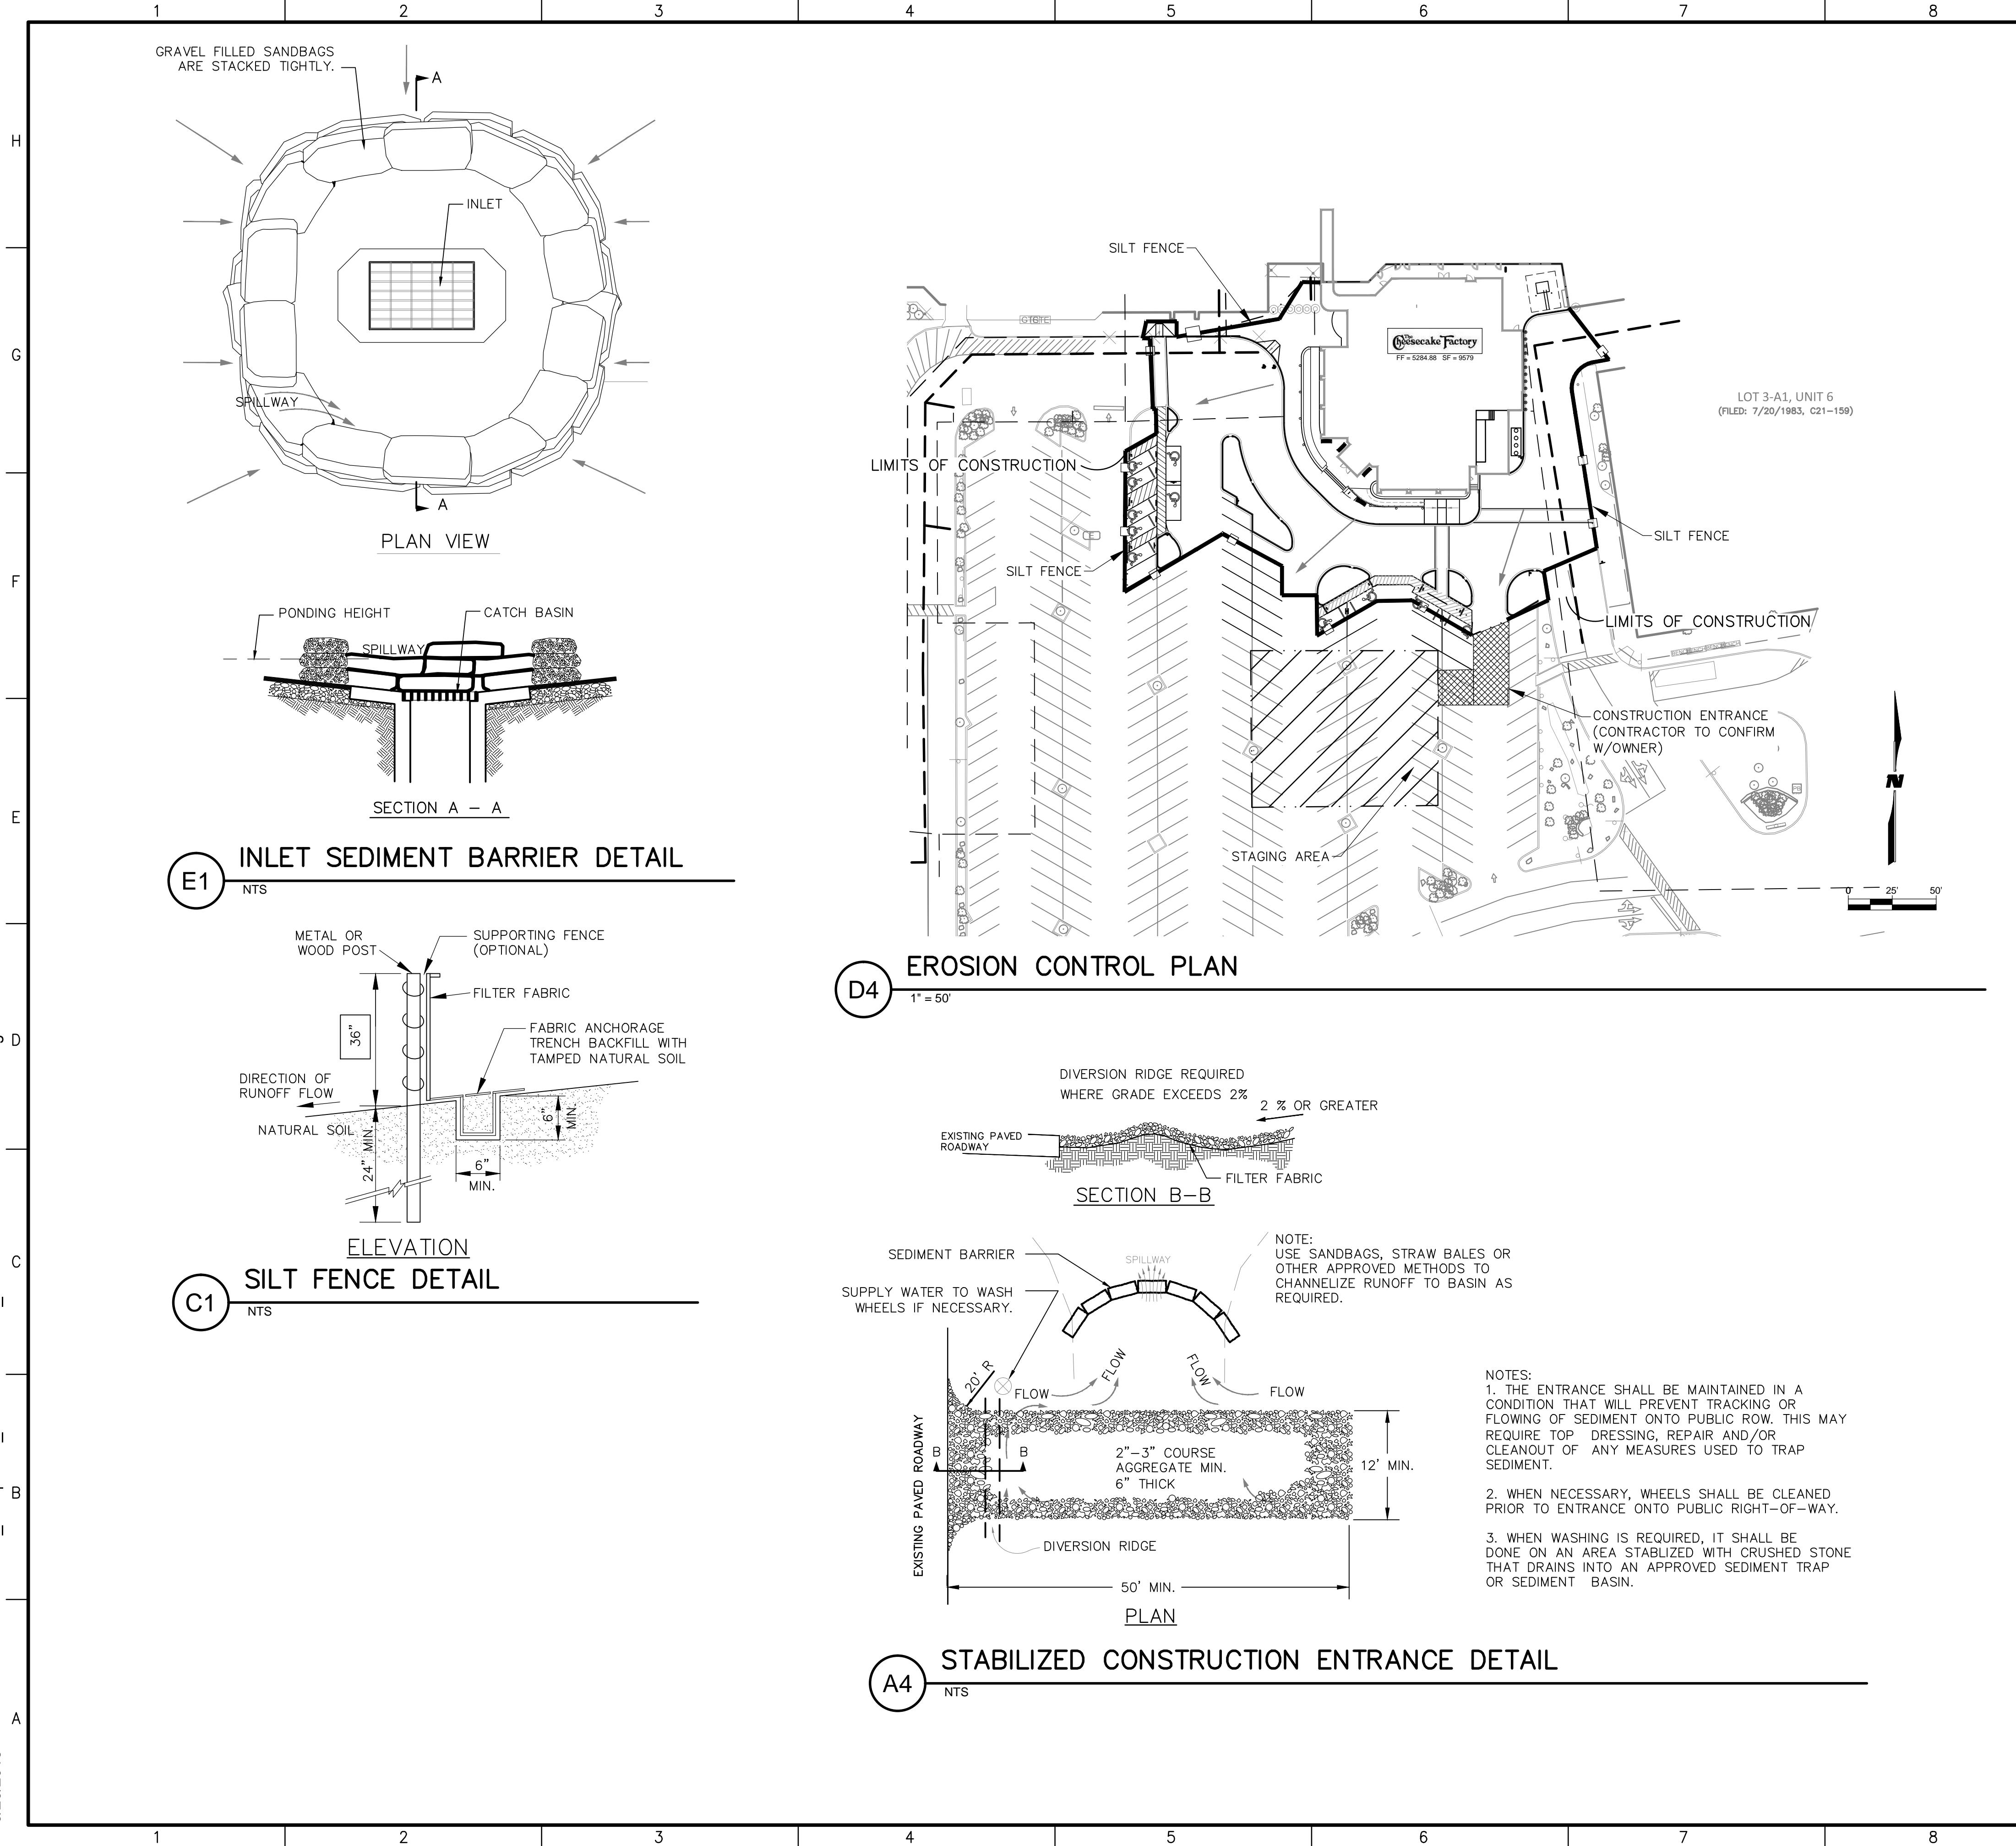 1 2 3 4 5 6 7 8
H
G
F
E
D
C
B
A
GRAVEL FILLED SANDBAGS
ARE STACKED TIGHTLY.
A
INLET
SPILLWAY
A
PLAN VIEW
PONDING HEIGHT
CATCH BASIN
SPILLWAY
SECTION A – A
E1
INLET SEDIMENT BARRIER DETAIL
NTS
METAL OR
WOOD POST
SUPPORTING FENCE
(OPTIONAL)
FILTER FABRIC
36"
FABRIC ANCHORAGE
TRENCH BACKFILL WITH
TAMPED NATURAL SOIL
DIRECTION OF
RUNOFF FLOW
NATURAL SOIL
24" MIN.
6"
MIN.
6"
MIN.
ELEVATION
C1
SILT FENCE DETAIL
NTS
SILT FENCE
The
Cheesecake Factory
FF = 5284.88 SF = 9579
LOT 3-A1, UNIT 6
(FILED: 7/20/1983, C21-159)
LIMITS OF CONSTRUCTION
SILT FENCE
SILT FENCE
LIMITS OF CONSTRUCTION
CONSTRUCTION ENTRANCE
(CONTRACTOR TO CONFIRM
W/OWNER)
STAGING AREA
N
0' 25' 50'
D4
EROSION CONTROL PLAN
1" = 50'
DIVERSION RIDGE REQUIRED
WHERE GRADE EXCEEDS 2%
2 % OR GREATER
EXISTING PAVED
ROADWAY
FILTER FABRIC
SECTION B–B
SEDIMENT BARRIER
SPILLWAY
NOTE:
USE SANDBAGS, STRAW BALES OR
OTHER APPROVED METHODS TO
CHANNELIZE RUNOFF TO BASIN AS
REQUIRED.
SUPPLY WATER TO WASH
WHEELS IF NECESSARY.
20' R
FLOW
FLOW
FLOW
FLOW
EXISTING PAVED ROADWAY
B
B
2"–3" COURSE
AGGREGATE MIN.
6" THICK
12' MIN.
DIVERSION RIDGE
50' MIN.
PLAN
NOTES:
1. THE ENTRANCE SHALL BE MAINTAINED IN A
CONDITION THAT WILL PREVENT TRACKING OR
FLOWING OF SEDIMENT ONTO PUBLIC ROW. THIS MAY
REQUIRE TOP DRESSING, REPAIR AND/OR
CLEANOUT OF ANY MEASURES USED TO TRAP
SEDIMENT.
2. WHEN NECESSARY, WHEELS SHALL BE CLEANED
PRIOR TO ENTRANCE ONTO PUBLIC RIGHT–OF–WAY.
3. WHEN WASHING IS REQUIRED, IT SHALL BE
DONE ON AN AREA STABLIZED WITH CRUSHED STONE
THAT DRAINS INTO AN APPROVED SEDIMENT TRAP
OR SEDIMENT BASIN.
A4
STABILIZED CONSTRUCTION ENTRANCE DETAIL
NTS
1 2 3 4 5 6 7 8